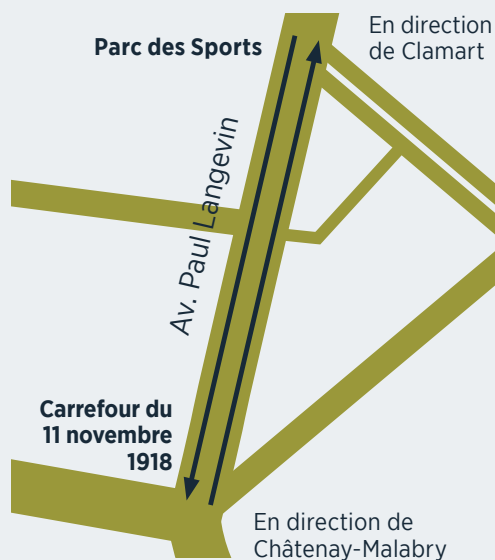 En direction
de Clamart
Parc des Sports
Av. Paul Langevin
Carrefour du
11 novembre
1918
En direction de
Châtenay-Malabry